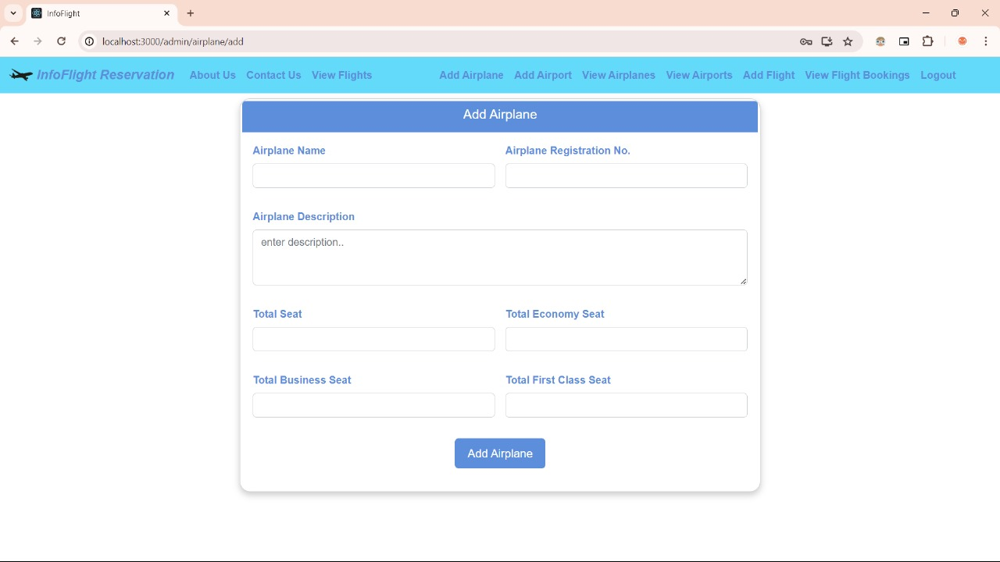 InfoFlight
localhost:3000/admin/airplane/add
InfoFlight Reservation About Us Contact Us View Flights Add Airplane Add Airport View Airplanes View Airports Add Flight View Flight Bookings Logout
Add Airplane
Airplane Name Airplane Registration No.
Airplane Description
enter description..
Total Seat Total Economy Seat
Total Business Seat Total First Class Seat
Add Airplane